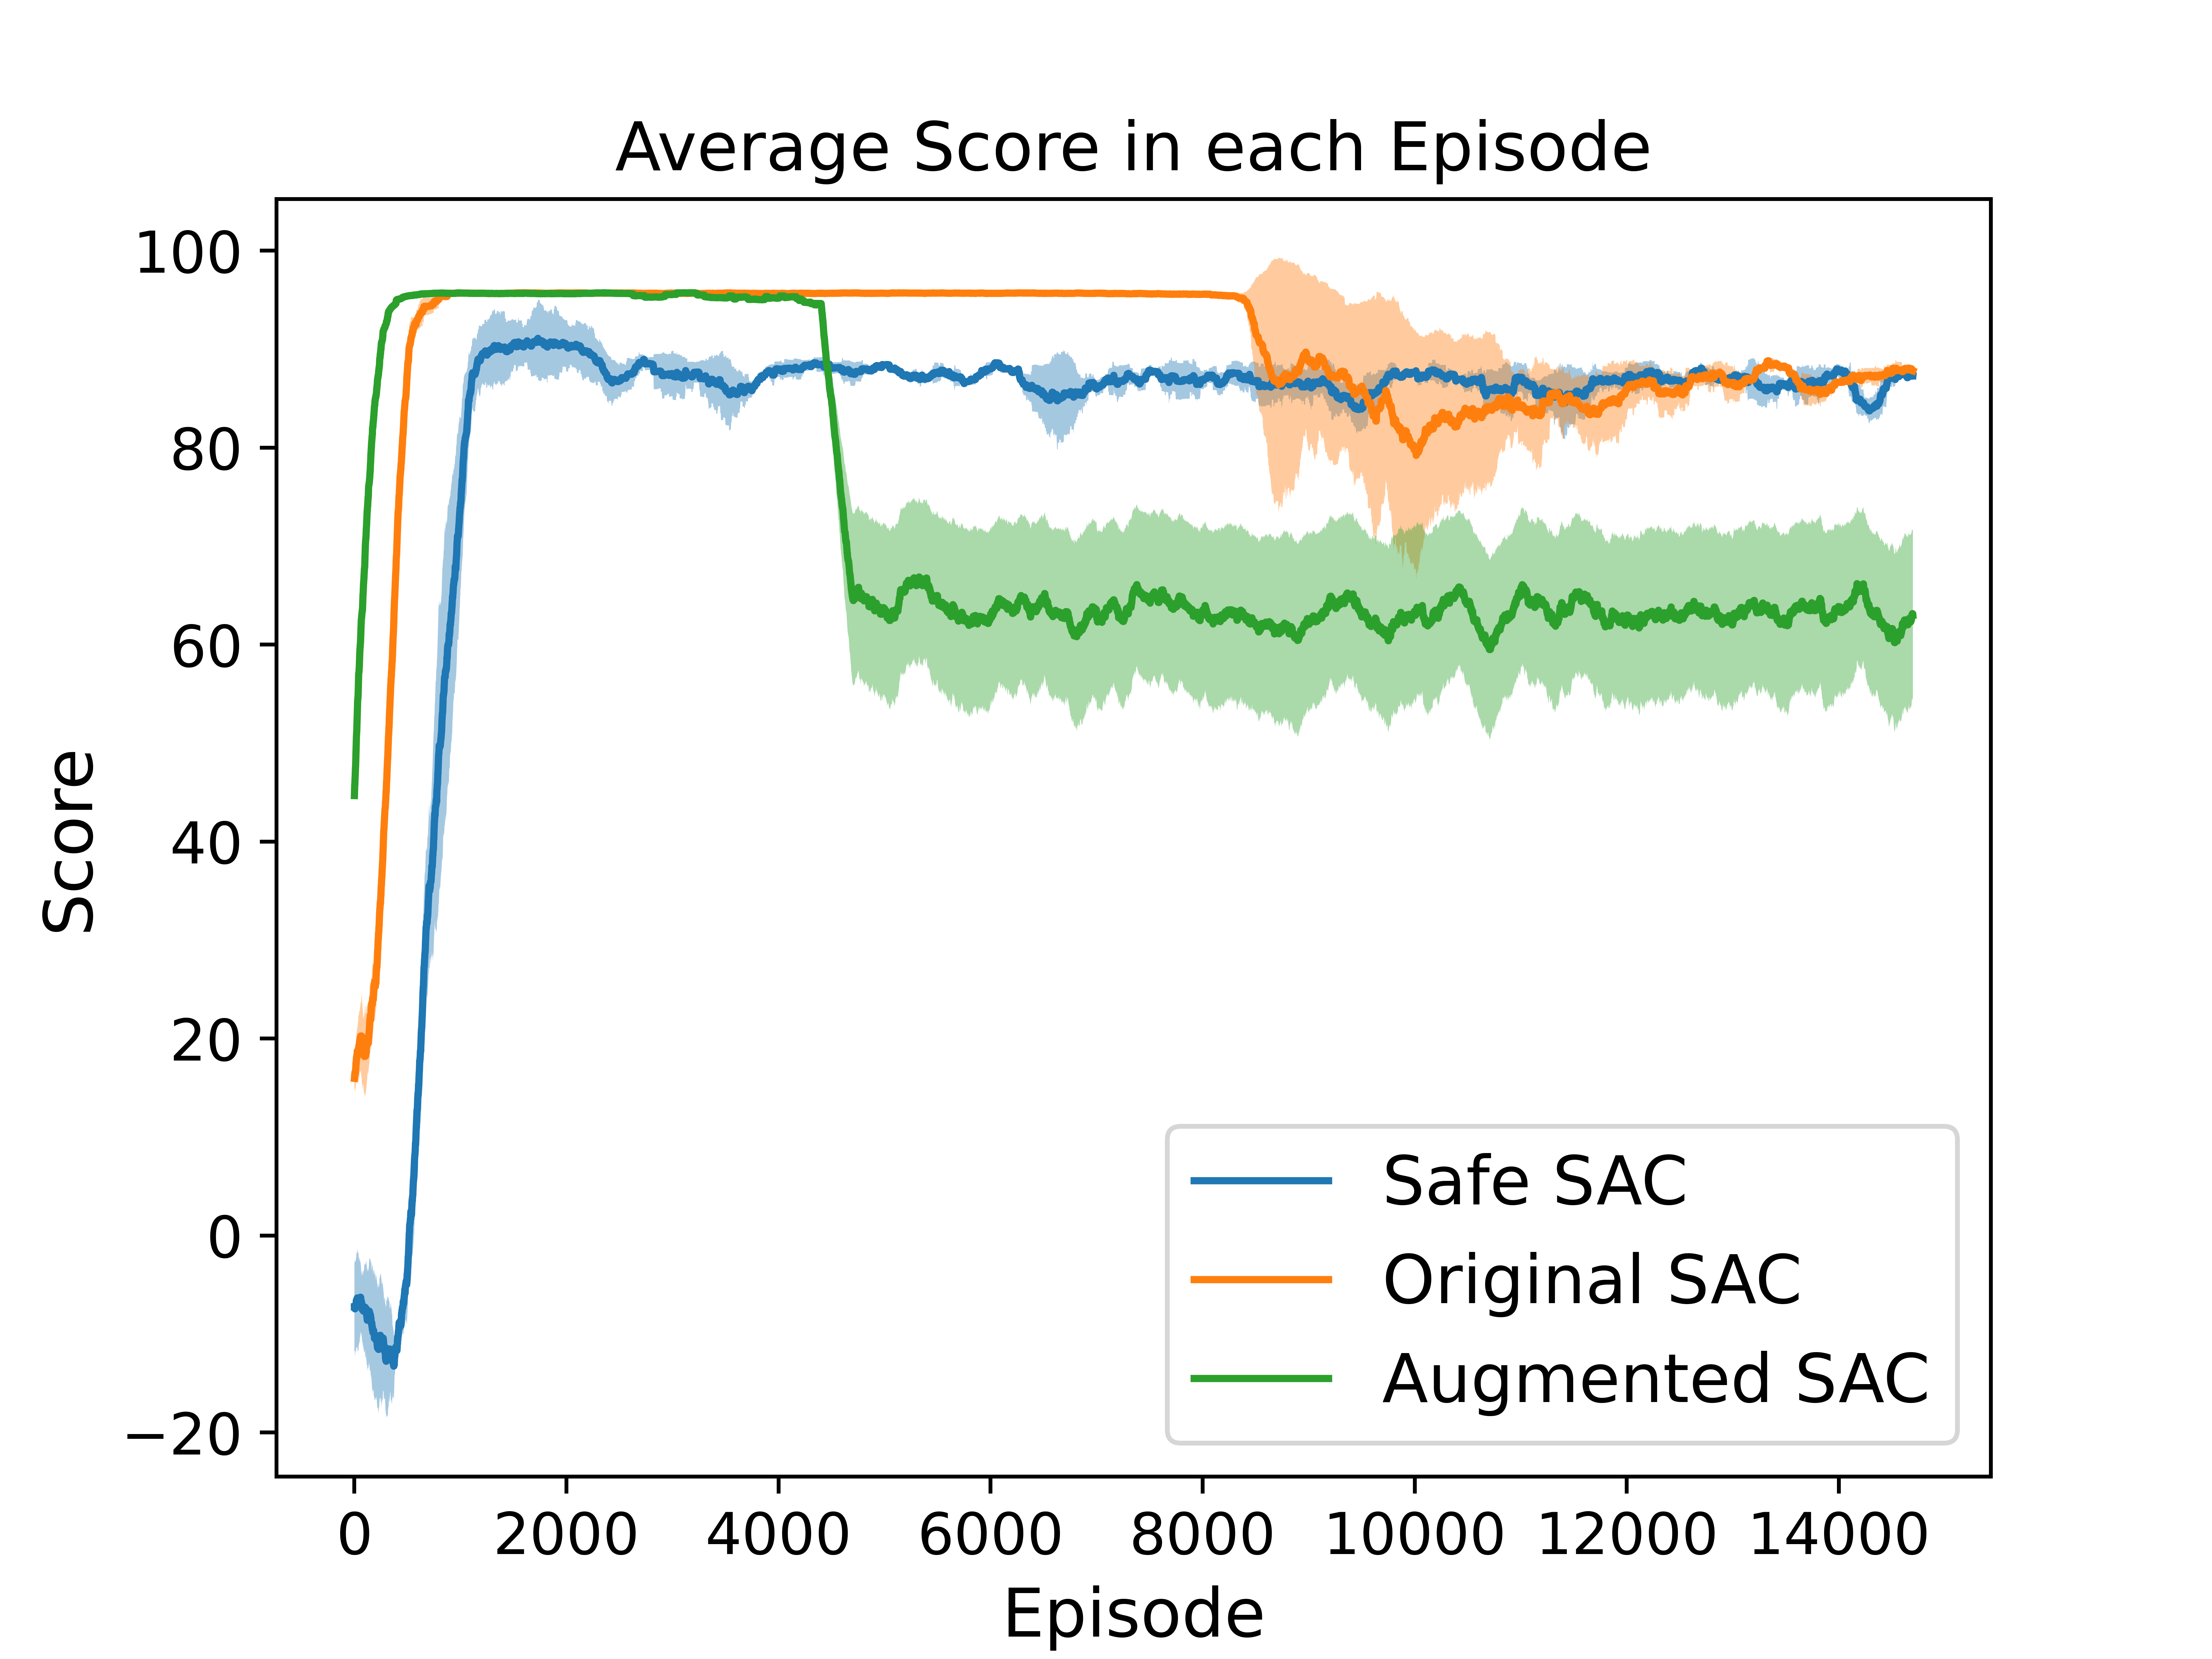 Average Score in each Episode
100
80
60
40
20
0
−20
Score
0 2000 4000 6000 8000 10000 12000 14000
Episode
Safe SAC
Original SAC
Augmented SAC